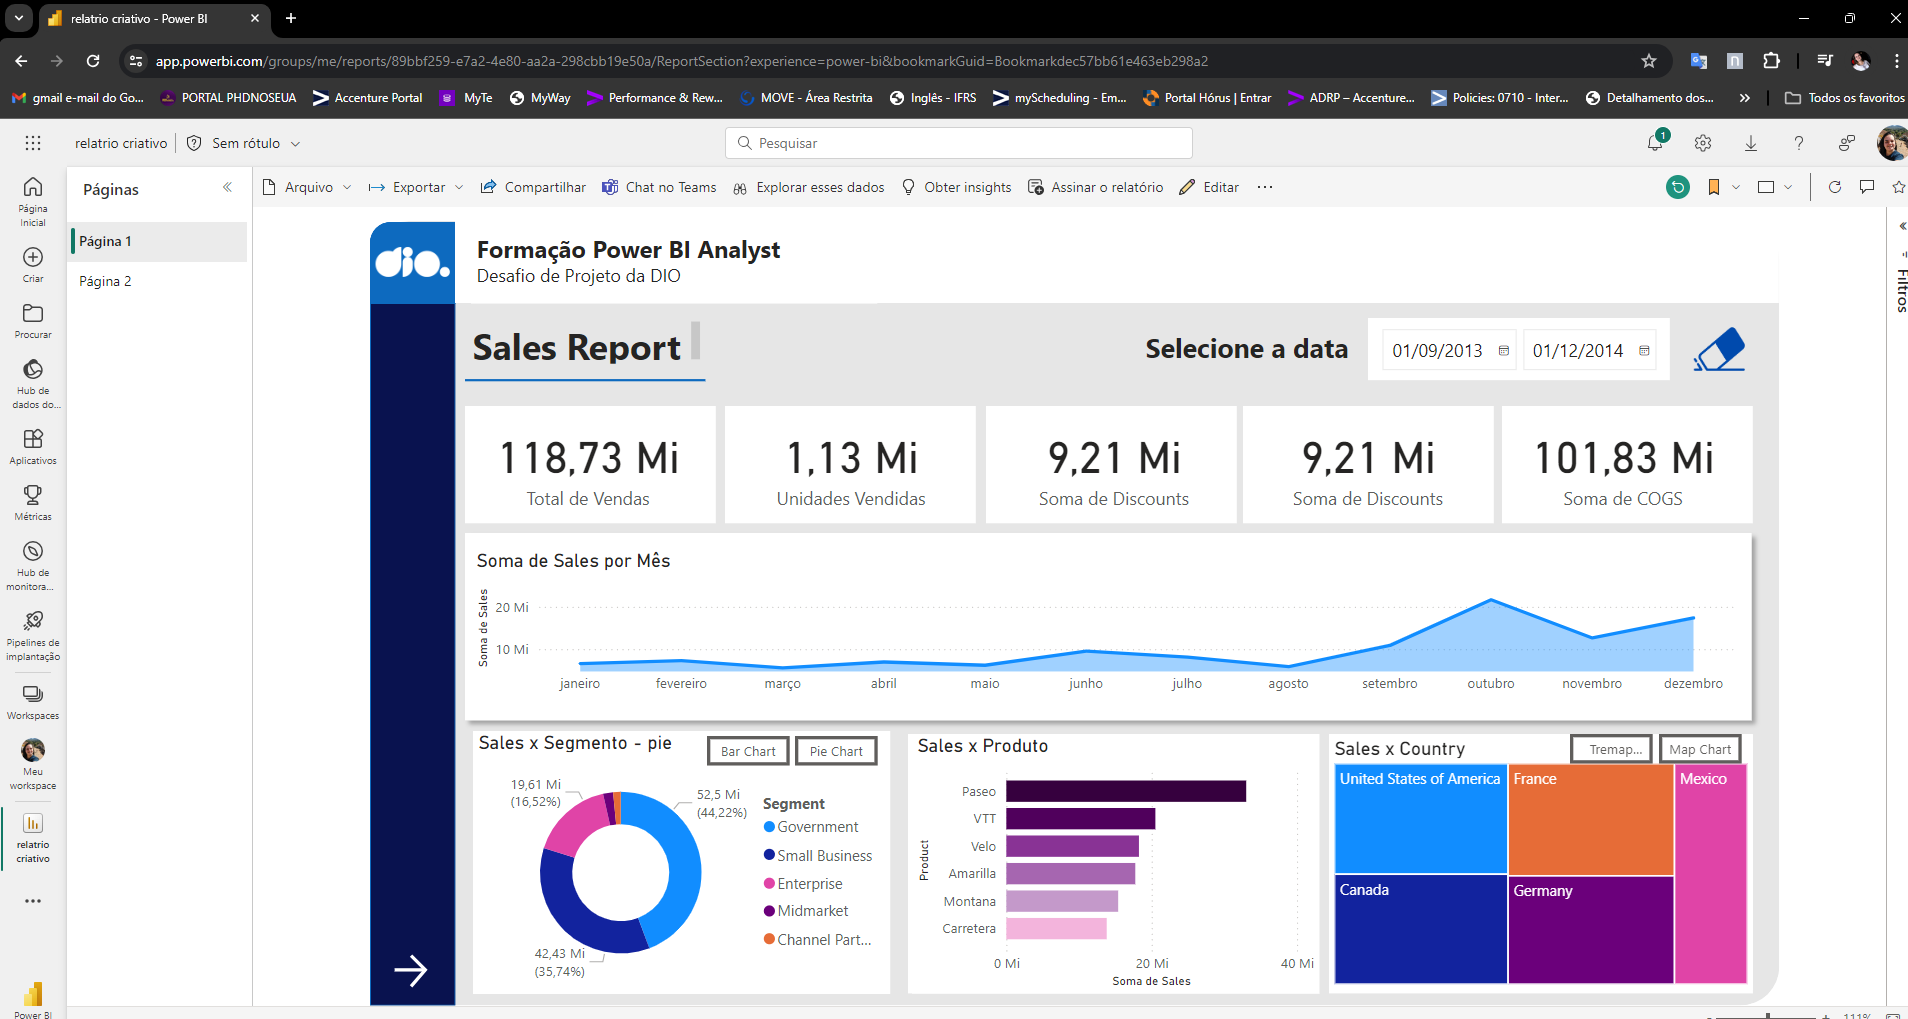 relatrio criativo - Power BI
app.powerbi.com/groups/me/reports/89bbf259-e7a2-4e80-aa2a-298cbb19e50a/ReportSection?experience=power-bi&bookmarkGuid=Bookmarkdec57bb61e463eb298a2
gmail e-mail do Go... PORTAL PHDNOSEUA Accenture Portal MyTe MyWay Performance & Rew... MOVE - Área Restrita Inglês - IFRS myScheduling - Em... Portal Hórus | Entrar ADRP – Accenture... Policies: 0710 - Inter... Detalhamento dos... Todos os favoritos
relatrio criativo Sem rótulo Pesquisar 1
Página Inicial
Criar
Procurar
Hub de dados do...
Aplicativos
Métricas
Hub de monitora...
Pipelines de implantação
Workspaces
Meu workspace
relatrio criativo
Power BI
Páginas
Página 1
Página 2
Arquivo Exportar Compartilhar Chat no Teams Explorar esses dados Obter insights Assinar o relatório Editar
Filtros
dio.
Formação Power BI Analyst
Desafio de Projeto da DIO
Sales Report
Selecione a data 01/09/2013 01/12/2014
118,73 Mi
Total de Vendas
1,13 Mi
Unidades Vendidas
9,21 Mi
Soma de Discounts
9,21 Mi
Soma de Discounts
101,83 Mi
Soma de COGS
Soma de Sales por Mês
Soma de Sales
20 Mi
10 Mi
janeiro fevereiro março abril maio junho julho agosto setembro outubro novembro dezembro
Sales x Segmento - pie
Bar Chart Pie Chart
19,61 Mi
(16,52%)
52,5 Mi
(44,22%)
42,43 Mi
(35,74%)
Segment
Government
Small Business
Enterprise
Midmarket
Channel Part...
Sales x Produto
Product
Paseo
VTT
Velo
Amarilla
Montana
Carretera
0 Mi 20 Mi 40 Mi
Soma de Sales
Sales x Country
Tremap... Map Chart
United States of America
France
Mexico
Canada
Germany
111%